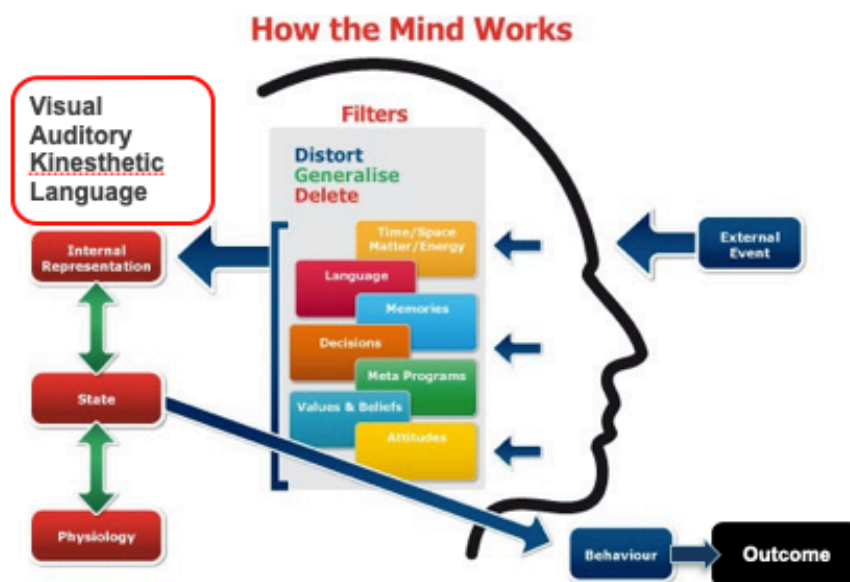 How the Mind Works
Visual
Auditory
Kinesthetic
Language
Filters
Distort
Generalise
Delete
Time/Space
Matter/Energy
Language
Memories
Decisions
Meta Programs
Values & Beliefs
Attitudes
External
Event
Internal
Representation
State
Physiology
Behaviour
Outcome